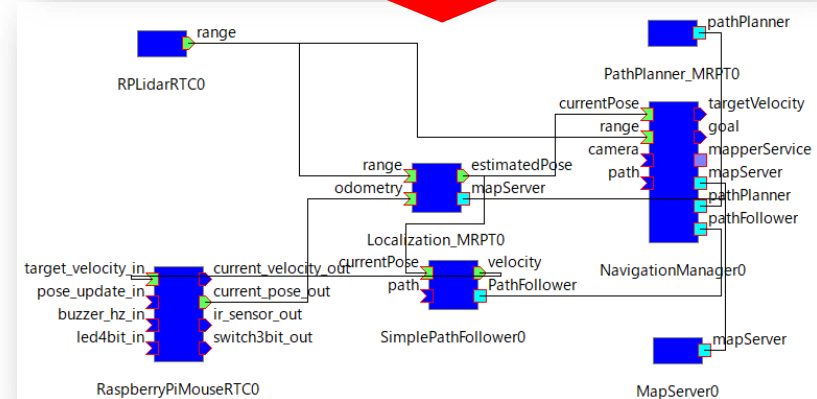 range
RPLidarRTC0
pathPlanner
PathPlanner_MRPT0
currentPose
range
camera
path
targetVelocity
goal
mapperService
mapServer
pathPlanner
pathFollower
NavigationManager0
range
odometry
estimatedPose
mapServer
Localization_MRPT0
currentPose
path
velocity
PathFollower
SimplePathFollower0
target_velocity_in
pose_update_in
buzzer_hz_in
led4bit_in
current_velocity_out
current_pose_out
ir_sensor_out
switch3bit_out
RaspberryPiMouseRTC0
mapServer
MapServer0